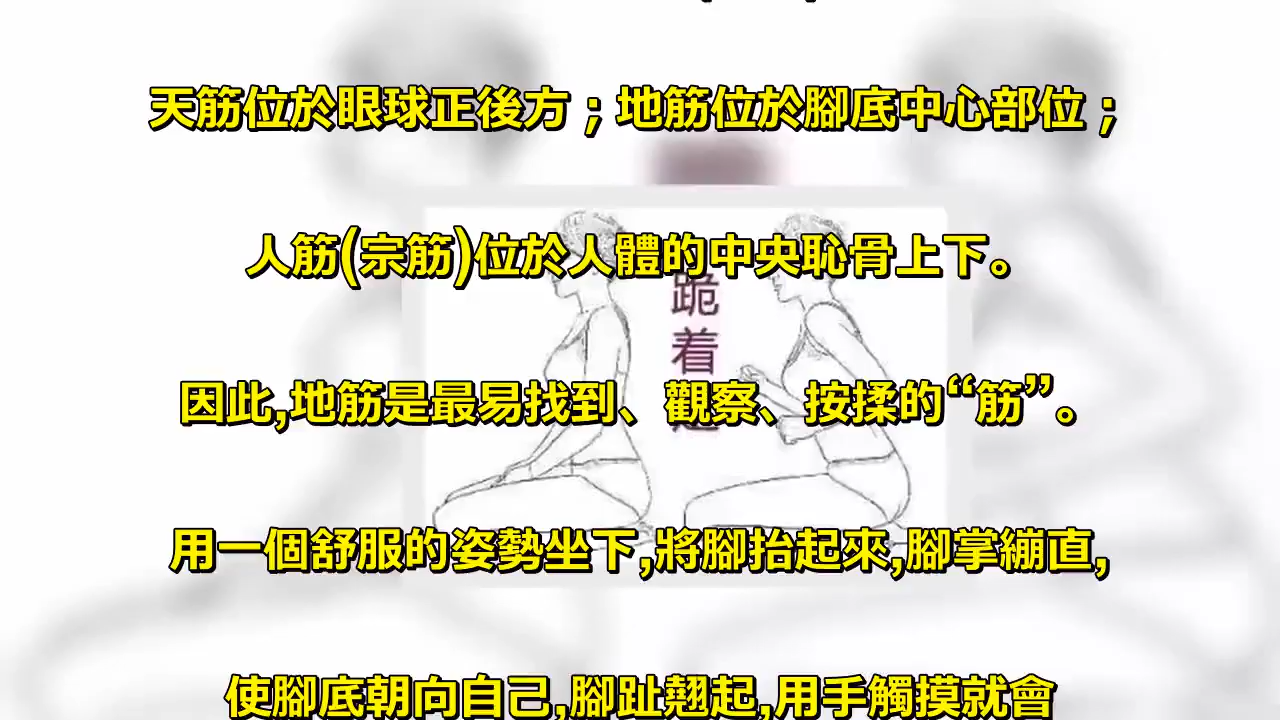 天筋位於眼球正後方；地筋位於腳底中心部位；
人筋(宗筋)位於人體的中央恥骨上下。
跪着
因此,地筋是最易找到、觀察、按揉的“筋”。
用一個舒服的姿勢坐下,將腳抬起來,腳掌繃直,
使腳底朝向自己,腳趾翹起,用手觸摸就會